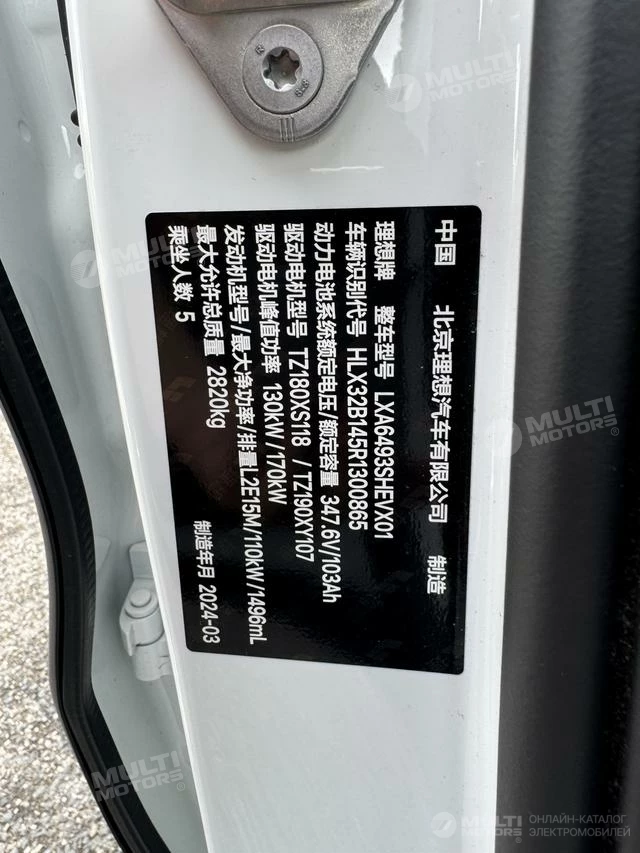 中国 北京理想汽车有限公司 制造
理想牌 整车型号 LXA6493SHEVX01
车辆识别代号 HLX32B145R1300865
动力电池系统额定电压/额定容量 347.6V/103Ah
驱动电机型号 TZ180XS118 / TZ190XY107
驱动电机峰值功率 130kW/170kW
发动机型号/最大净功率/排量L2E15M/110kW/1496mL
最大允许总质量 2820kg
乘坐人数 5 制造年月 2024-03
MULTI MOTORS
MULTI MOTORS
MULTI MOTORS
MULTI MOTORS
MULTI MOTORS
MULTI MOTORS
ОНЛАЙН-КАТАЛОГ
ЭЛЕКТРОМОБИЛЕЙ